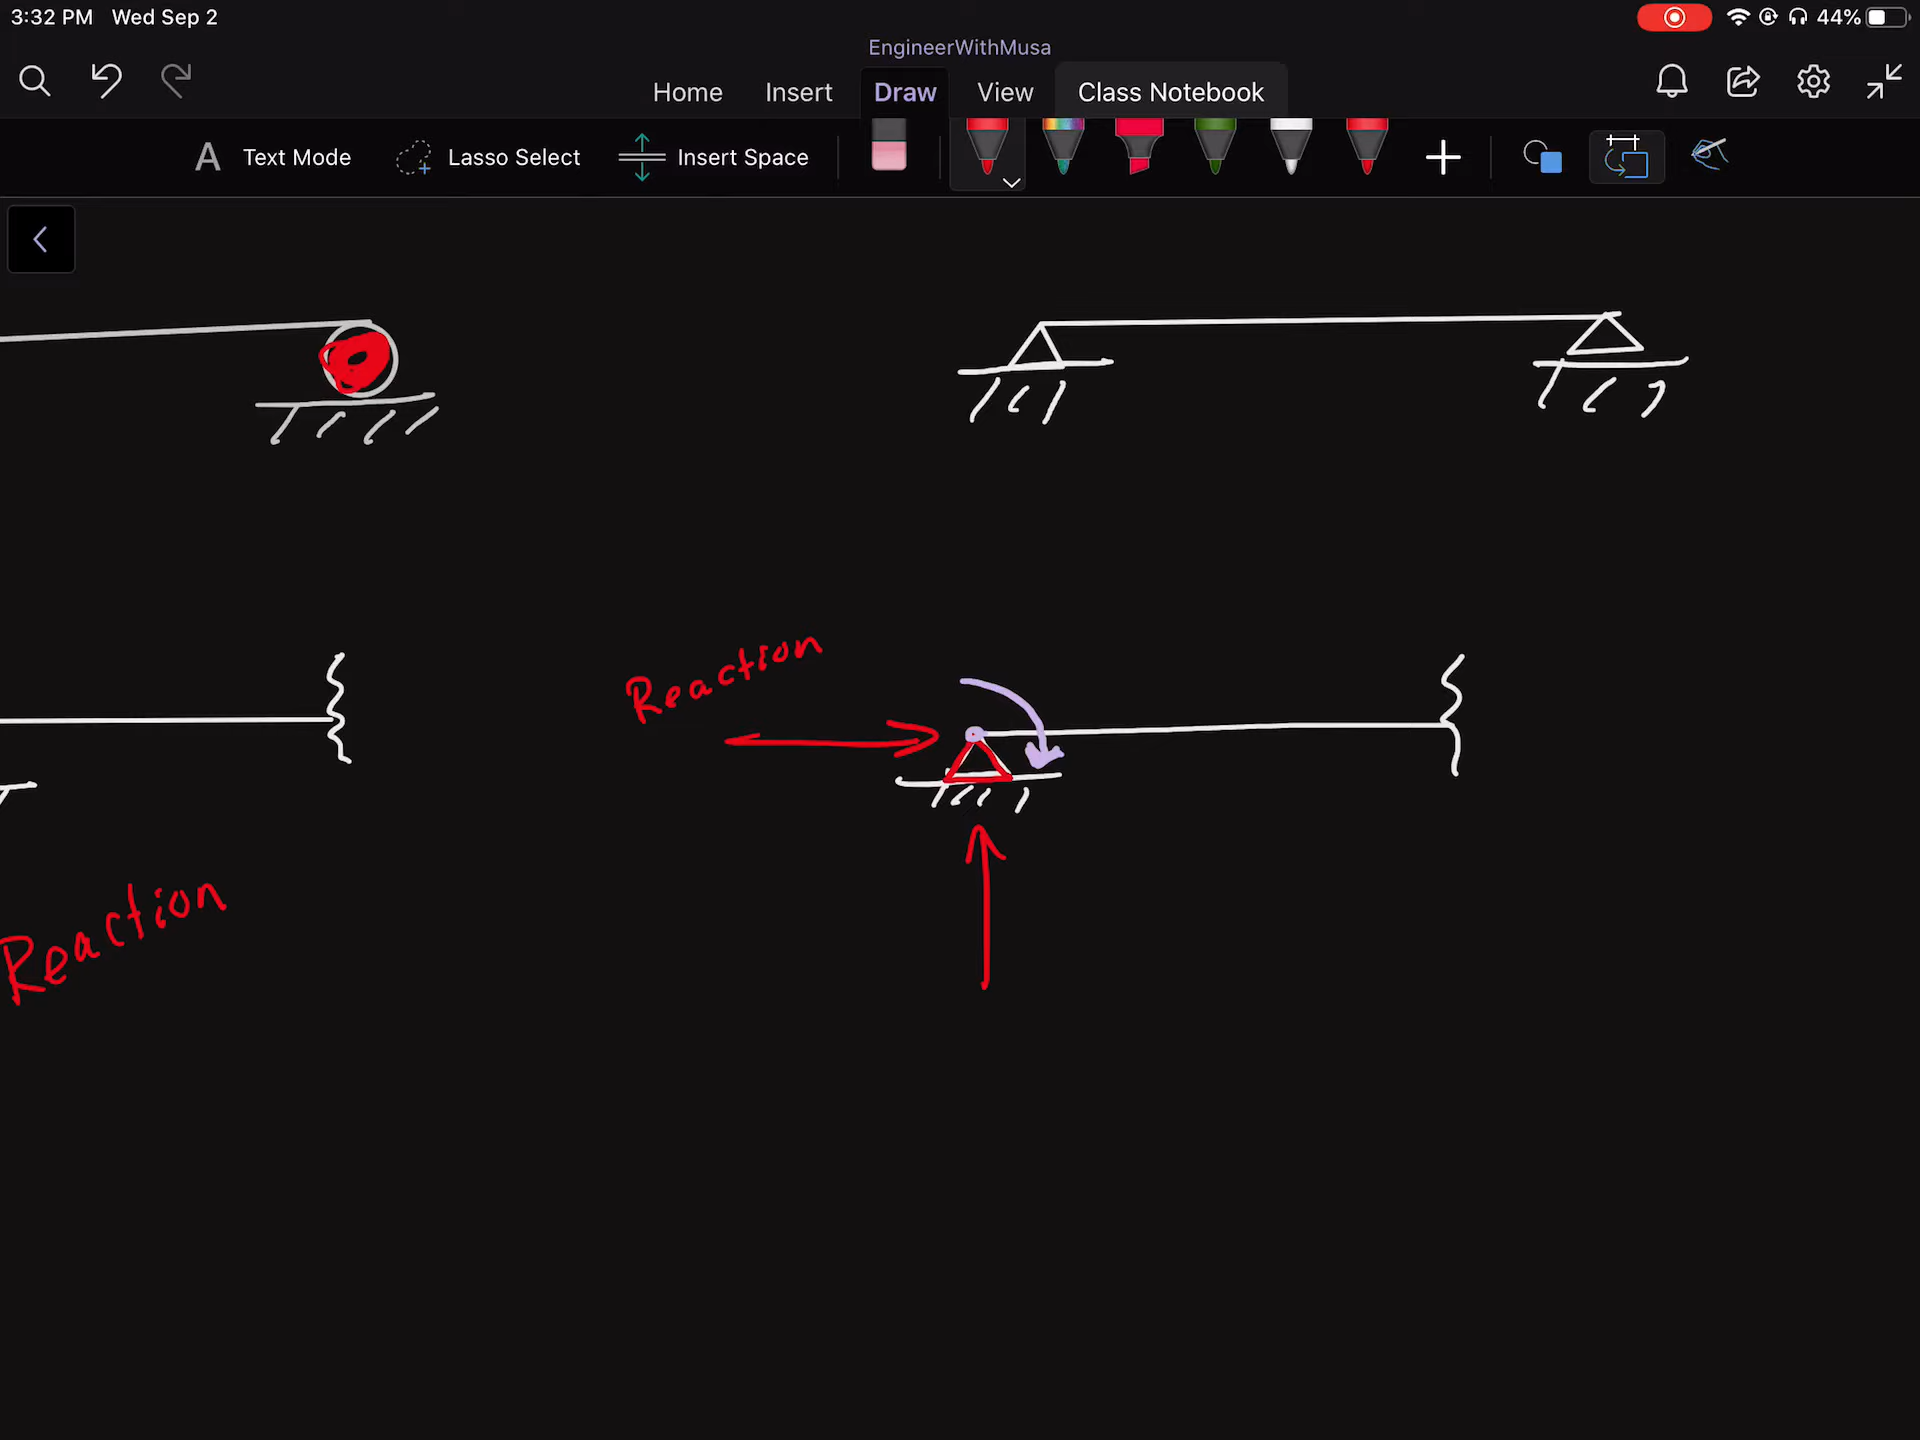 3:32 PM Wed Sep 2
44%
EngineerWithMusa
Home Insert Draw View Class Notebook
A Text Mode Lasso Select Insert Space
Reaction
Reaction